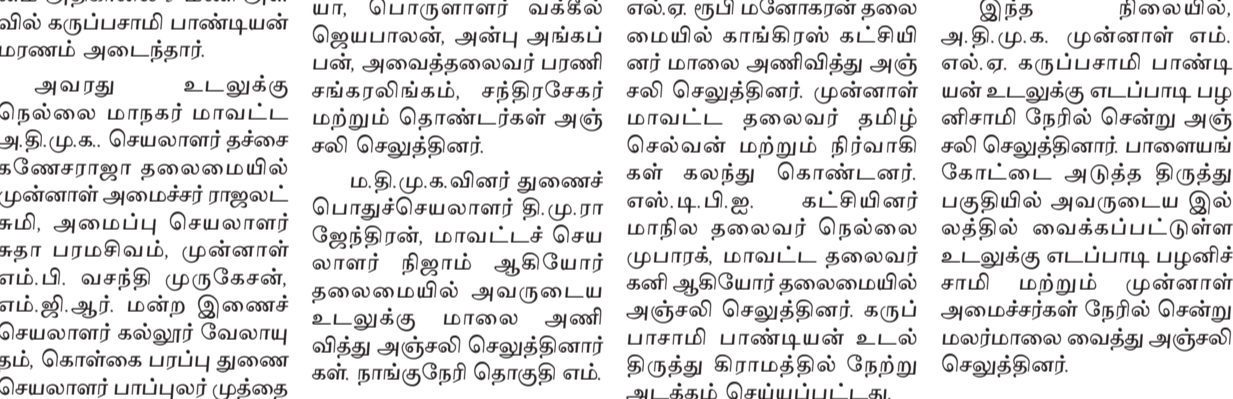 வில் கருப்பசாமி பாண்டியன்
மரணம் அடைந்தார்.
அவரது உடலுக்கு
நெல்லை மாநகர் மாவட்ட
அ.தி.மு.க.. செயலாளர் தச்சை
கணேசராஜா தலைமையில்
முன்னாள் அமைச்சர் ராஜலட்
சுமி, அமைப்பு செயலாளர்
சுதா பரமசிவம், முன்னாள்
எம்.பி. வசந்தி முருகேசன்,
எம்.ஜி.ஆர். மன்ற இணைச்
செயலாளர் கல்லூர் வேலாயு
தம், கொள்கை பரப்பு துணை
செயலாளர் பாப்புலர் முத்தை
யா, பொருளாளர் வக்கீல்
ஜெயபாலன், அன்பு அங்கப்
பன், அவைத்தலைவர் பரணி
சங்கரலிங்கம், சந்திரசேகர்
மற்றும் தொண்டர்கள் அஞ்
சலி செலுத்தினர்.
ம.தி.மு.க.வினர் துணைச்
பொதுச்செயலாளர் தி.மு.ரா
ஜேந்திரன், மாவட்டச் செய
லாளர் நிஜாம் ஆகியோர்
தலைமையில் அவருடைய
உடலுக்கு மாலை அணி
வித்து அஞ்சலி செலுத்தினார்
கள். நாங்குநேரி தொகுதி எம்.
எல்.ஏ. ரூபி மனோகரன் தலை
மையில் காங்கிரஸ் கட்சியி
னர் மாலை அணிவித்து அஞ்
சலி செலுத்தினர். முன்னாள்
மாவட்ட தலைவர் தமிழ்
செல்வன் மற்றும் நிர்வாகி
கள் கலந்து கொண்டனர்.
எஸ்.டி.பி.ஐ. கட்சியினர்
மாநில தலைவர் நெல்லை
முபாரக், மாவட்ட தலைவர்
கனி ஆகியோர் தலைமையில்
அஞ்சலி செலுத்தினர். கருப்
பாசாமி பாண்டியன் உடல்
திருத்து கிராமத்தில் நேற்று
அடக்கம் செய்யப்பட்டது.
இந்த நிலையில்,
அ.தி.மு.க. முன்னாள் எம்.
எல்.ஏ. கருப்பசாமி பாண்டி
யன் உடலுக்கு எடப்பாடி பழ
னிசாமி நேரில் சென்று அஞ்
சலி செலுத்தினார். பாளையங்
கோட்டை அடுத்த திருத்து
பகுதியில் அவருடைய இல்
லத்தில் வைக்கப்பட்டுள்ள
உடலுக்கு எடப்பாடி பழனிச்
சாமி மற்றும் முன்னாள்
அமைச்சர்கள் நேரில் சென்று
மலர்மாலை வைத்து அஞ்சலி
செலுத்தினர்.